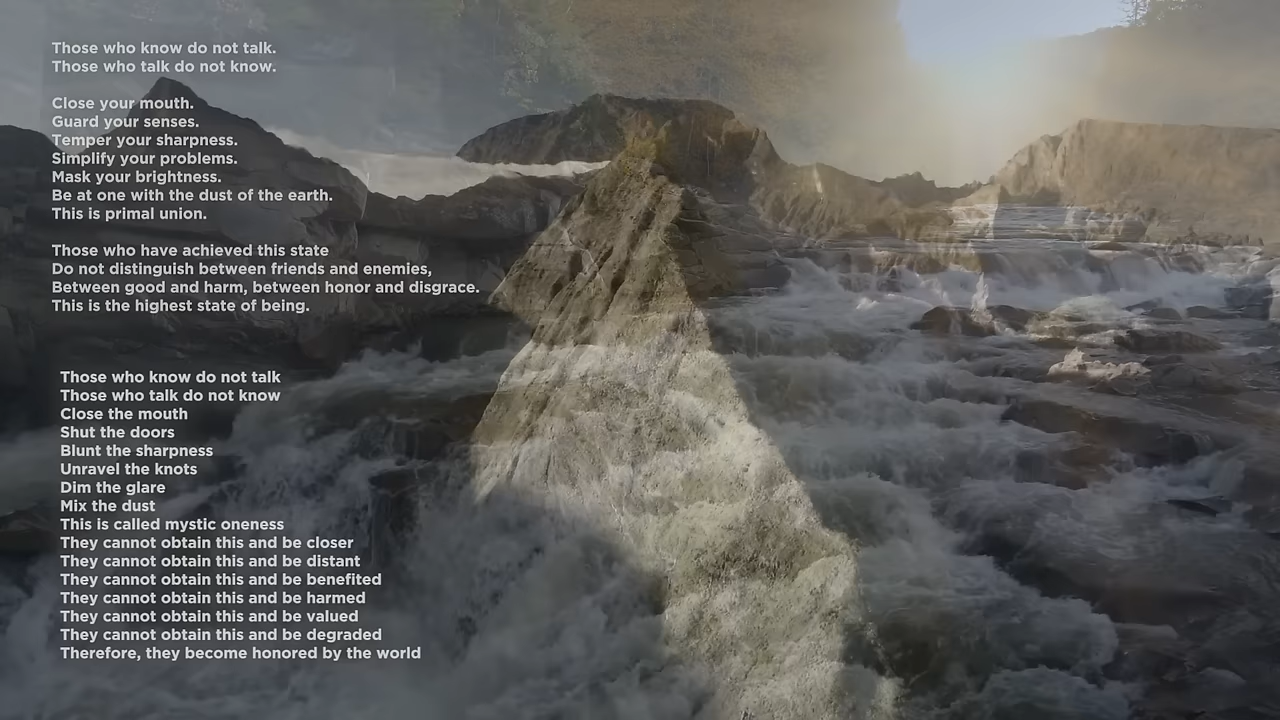 Those who know do not talk.
Those who talk do not know.
Close your mouth.
Guard your senses.
Temper your sharpness.
Simplify your problems.
Mask your brightness.
Be at one with the dust of the earth.
This is primal union.
Those who have achieved this state
Do not distinguish between friends and enemies,
Between good and harm, between honor and disgrace.
This is the highest state of being.
Those who know do not talk
Those who talk do not know
Close the mouth
Shut the doors
Blunt the sharpness
Unravel the knots
Dim the glare
Mix the dust
This is called mystic oneness
They cannot obtain this and be closer
They cannot obtain this and be distant
They cannot obtain this and be benefited
They cannot obtain this and be harmed
They cannot obtain this and be valued
They cannot obtain this and be degraded
Therefore, they become honored by the world